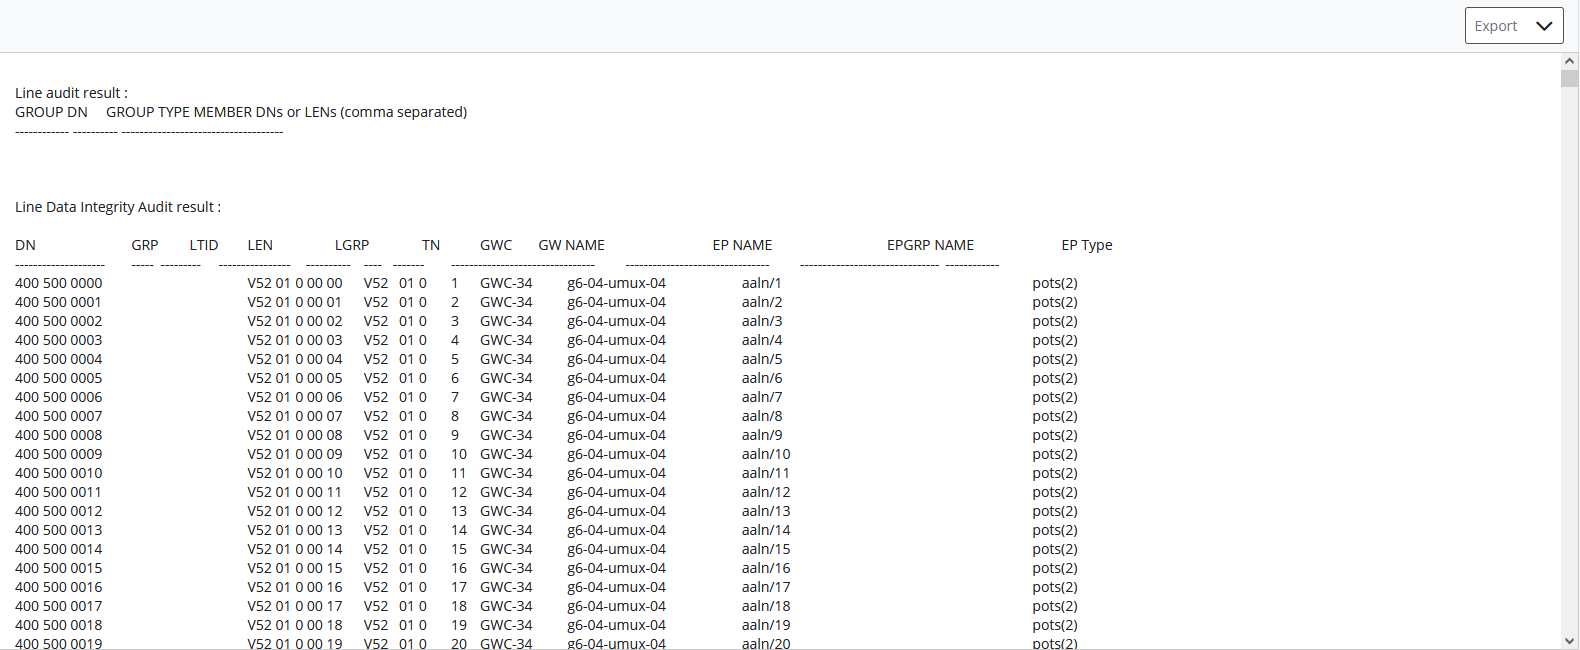 Export
Line audit result :
GROUP DN GROUP TYPE MEMBER DNs or LENs (comma separated)
------------ ---------- ------------------------------------
Line Data Integrity Audit result :
DN GRP LTID LEN LGRP TN GWC GW NAME EP NAME EPGRP NAME EP Type
-------------------- ----- --------- ---------------- ---------- ---- ------- -------------------------------- -------------------------------- ------------------------------- ------------
400 500 0000 V52 01 0 00 00 V52 01 0 1 GWC-34 g6-04-umux-04 aaln/1 pots(2)
400 500 0001 V52 01 0 00 01 V52 01 0 2 GWC-34 g6-04-umux-04 aaln/2 pots(2)
400 500 0002 V52 01 0 00 02 V52 01 0 3 GWC-34 g6-04-umux-04 aaln/3 pots(2)
400 500 0003 V52 01 0 00 03 V52 01 0 4 GWC-34 g6-04-umux-04 aaln/4 pots(2)
400 500 0004 V52 01 0 00 04 V52 01 0 5 GWC-34 g6-04-umux-04 aaln/5 pots(2)
400 500 0005 V52 01 0 00 05 V52 01 0 6 GWC-34 g6-04-umux-04 aaln/6 pots(2)
400 500 0006 V52 01 0 00 06 V52 01 0 7 GWC-34 g6-04-umux-04 aaln/7 pots(2)
400 500 0007 V52 01 0 00 07 V52 01 0 8 GWC-34 g6-04-umux-04 aaln/8 pots(2)
400 500 0008 V52 01 0 00 08 V52 01 0 9 GWC-34 g6-04-umux-04 aaln/9 pots(2)
400 500 0009 V52 01 0 00 09 V52 01 0 10 GWC-34 g6-04-umux-04 aaln/10 pots(2)
400 500 0010 V52 01 0 00 10 V52 01 0 11 GWC-34 g6-04-umux-04 aaln/11 pots(2)
400 500 0011 V52 01 0 00 11 V52 01 0 12 GWC-34 g6-04-umux-04 aaln/12 pots(2)
400 500 0012 V52 01 0 00 12 V52 01 0 13 GWC-34 g6-04-umux-04 aaln/13 pots(2)
400 500 0013 V52 01 0 00 13 V52 01 0 14 GWC-34 g6-04-umux-04 aaln/14 pots(2)
400 500 0014 V52 01 0 00 14 V52 01 0 15 GWC-34 g6-04-umux-04 aaln/15 pots(2)
400 500 0015 V52 01 0 00 15 V52 01 0 16 GWC-34 g6-04-umux-04 aaln/16 pots(2)
400 500 0016 V52 01 0 00 16 V52 01 0 17 GWC-34 g6-04-umux-04 aaln/17 pots(2)
400 500 0017 V52 01 0 00 17 V52 01 0 18 GWC-34 g6-04-umux-04 aaln/18 pots(2)
400 500 0018 V52 01 0 00 18 V52 01 0 19 GWC-34 g6-04-umux-04 aaln/19 pots(2)
400 500 0019 V52 01 0 00 19 V52 01 0 20 GWC-34 g6-04-umux-04 aaln/20 pots(2)